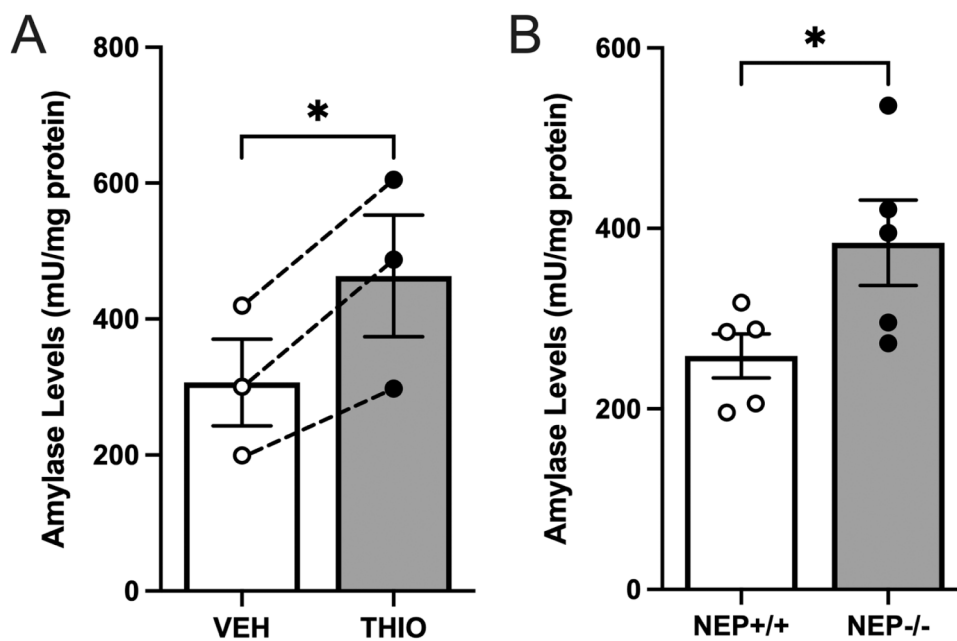 A
Amylase Levels (mU/mg protein)
800
600
400
200
0
*
VEH
THIO
B
Amylase Levels (mU/mg protein)
600
400
200
0
*
NEP+/+
NEP-/-